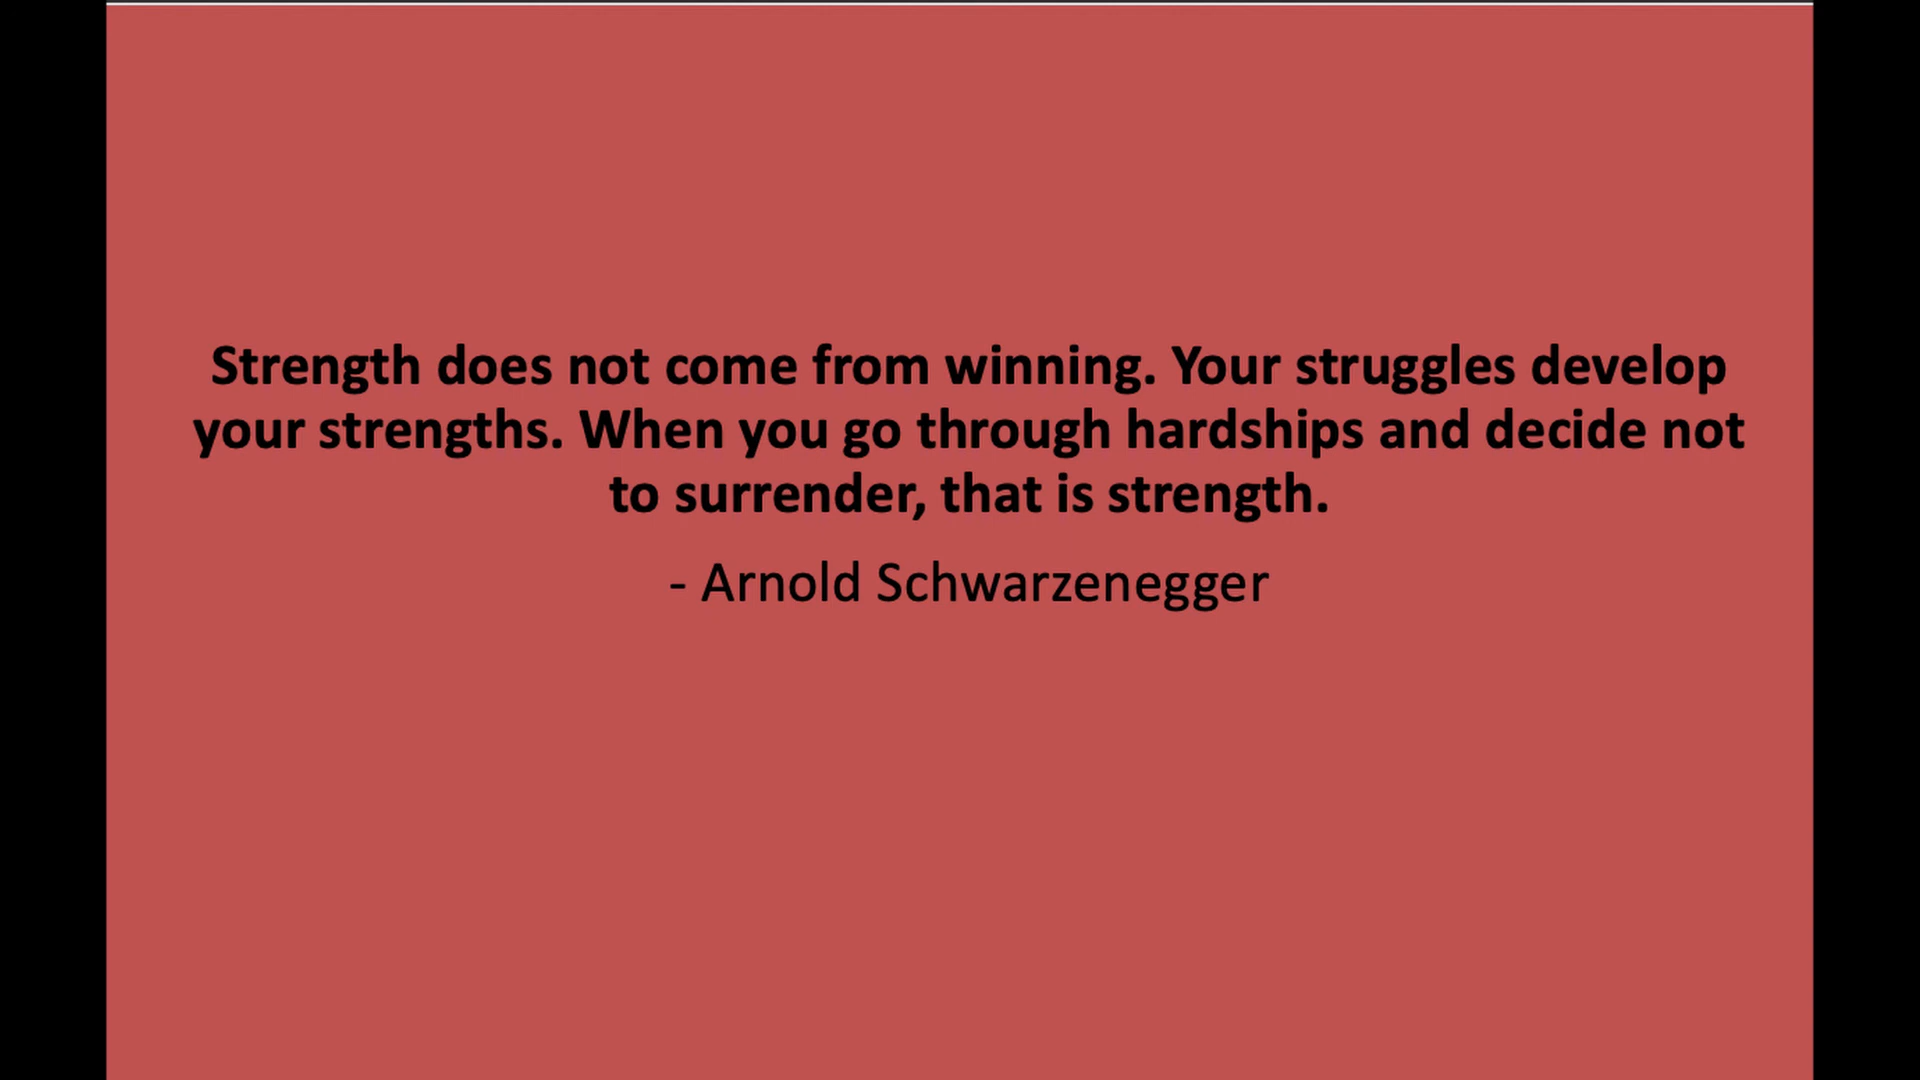 Strength does not come from winning. Your struggles develop
your strengths. When you go through hardships and decide not
to surrender, that is strength.
- Arnold Schwarzenegger